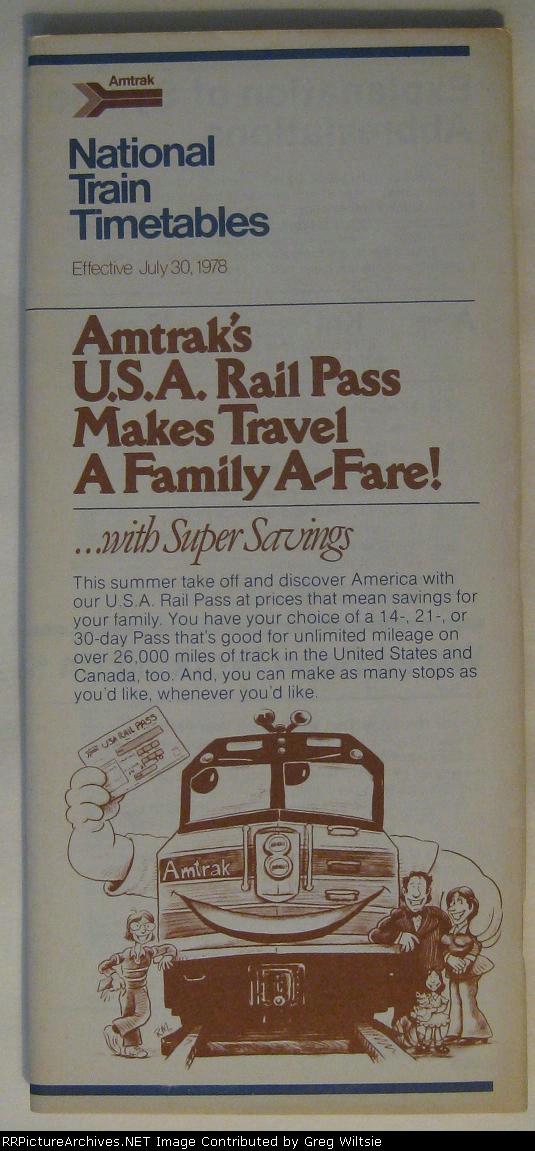 Amtrak
National
Train
Timetables
Effective July 30, 1978
Amtrak's
U.S.A. Rail Pass
Makes Travel
A Family A-Fare!
...with Super Savings
This summer take off and discover America with
our U.S.A. Rail Pass at prices that mean savings for
your family. You have your choice of a 14-, 21-, or
30-day Pass that's good for unlimited mileage on
over 26,000 miles of track in the United States and
Canada, too. And, you can make as many stops as
you'd like, whenever you'd like.
USA RAIL PASS
Amtrak
RRPictureArchives.NET Image Contributed by Greg Wiltsie